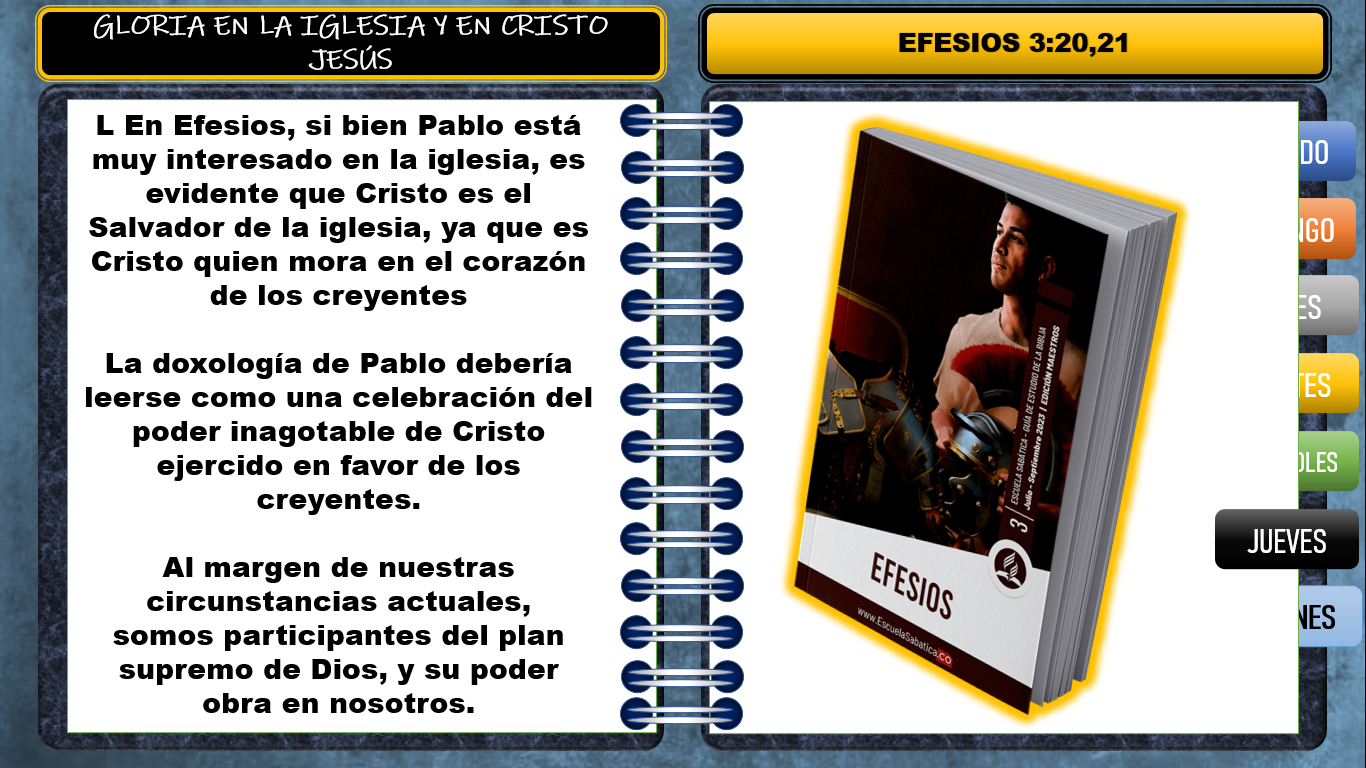 GLORIA EN LA IGLESIA Y EN CRISTO
JESÚS
EFESIOS 3:20,21
L En Efesios, si bien Pablo está
muy interesado en la iglesia, es
evidente que Cristo es el
Salvador de la iglesia, ya que es
Cristo quien mora en el corazón
de los creyentes
La doxología de Pablo debería
leerse como una celebración del
poder inagotable de Cristo
ejercido en favor de los
creyentes.
Al margen de nuestras
circunstancias actuales,
somos participantes del plan
supremo de Dios, y su poder
obra en nosotros.
3 | ESCUELA SABÁTICA - GUÍA DE ESTUDIO DE LA BIBLIA
Julio - Septiembre 2023 | EDICIÓN MAESTROS
EFESIOS
www.EscuelaSabatica.co
DO
NGO
ES
TES
OLES
JUEVES
NES